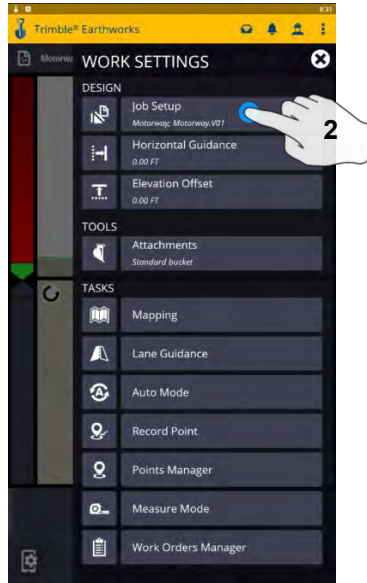 8:31
Trimble® Earthworks
Motorwa
WORK SETTINGS
DESIGN
Job Setup
Motorway, Motorway.V01
Horizontal Guidance
0.00 FT
Elevation Offset
0.00 FT
TOOLS
Attachments
Standard bucket
TASKS
Mapping
Lane Guidance
Auto Mode
Record Point
Points Manager
Measure Mode
Work Orders Manager
2